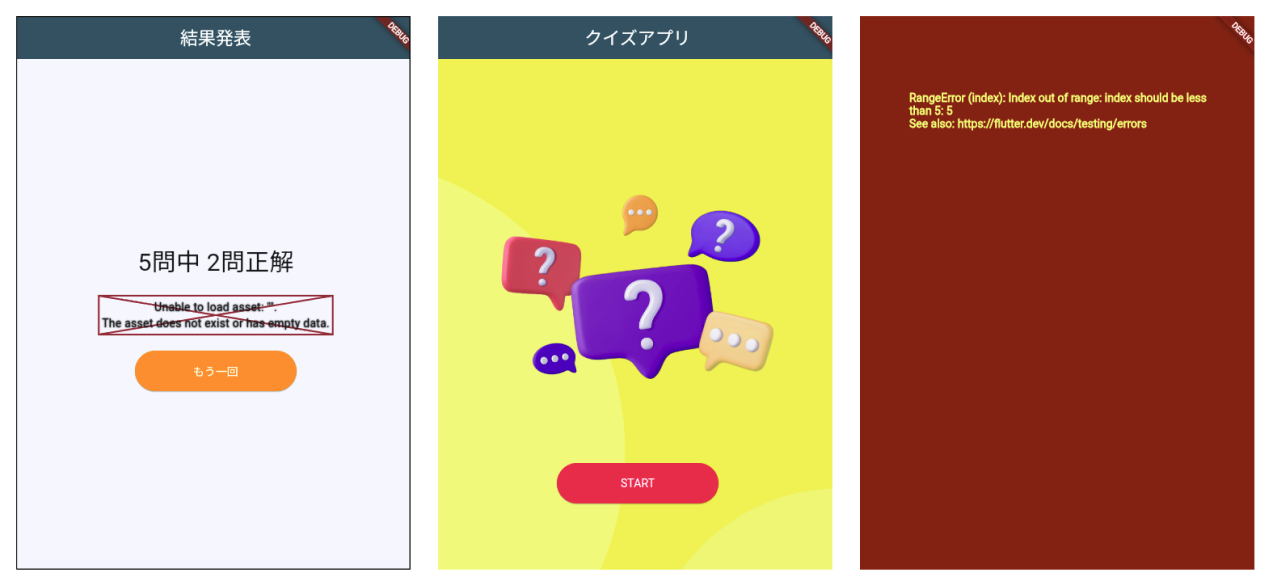 結果発表
DEBUG
5問中 2問正解
Unable to load asset: "".
The asset does not exist or has empty data.
もう一回
クイズアプリ
DEBUG
?
?
?
START
DEBUG
RangeError (index): Index out of range: index should be less
than 5: 5
See also: https://flutter.dev/docs/testing/errors